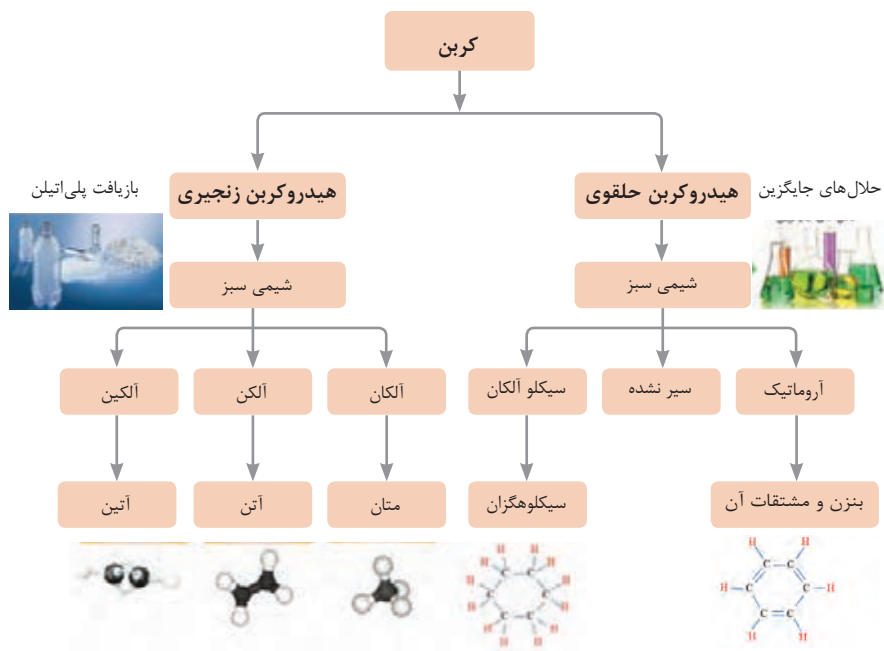 کربن
هیدروکربن حلقوی
هیدروکربن زنجیری
حلال‌های جایگزین
بازیافت پلی‌اتیلن
شیمی سبز
شیمی سبز
آروماتیک
سیر نشده
سیکلو آلکان
آلکان
آلکن
آلکین
بنزن و مشتقات آن
سیکلوهگزان
متان
آتن
آتین
H H
H C C H
C C
C C
H H
H H H H
H C C H
H C C H
H C C H
H H H H